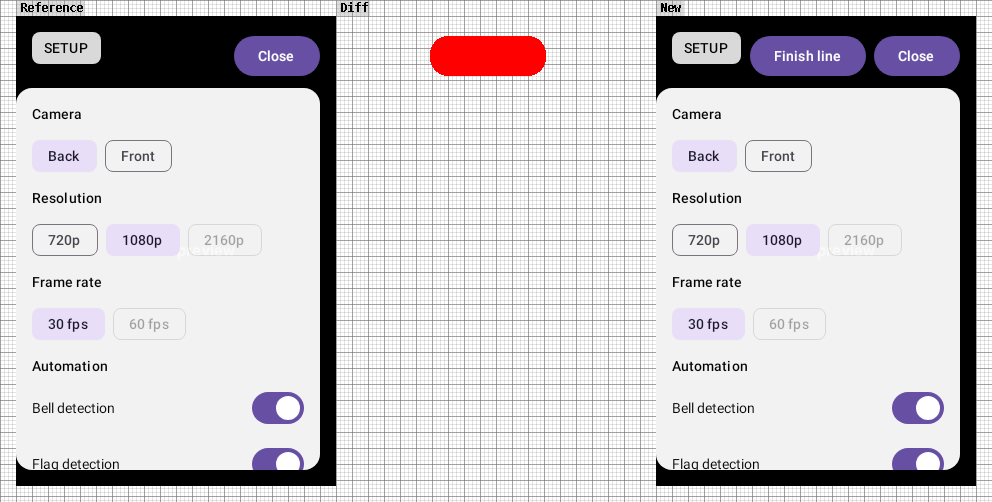 Reference
Diff
New
SETUP
Close
Camera
Back
Front
Resolution
720p
1080p
2160p
preview
Frame rate
30 fps
60 fps
Automation
Bell detection
Flag detection
SETUP
Finish line
Close
Camera
Back
Front
Resolution
720p
1080p
2160p
preview
Frame rate
30 fps
60 fps
Automation
Bell detection
Flag detection